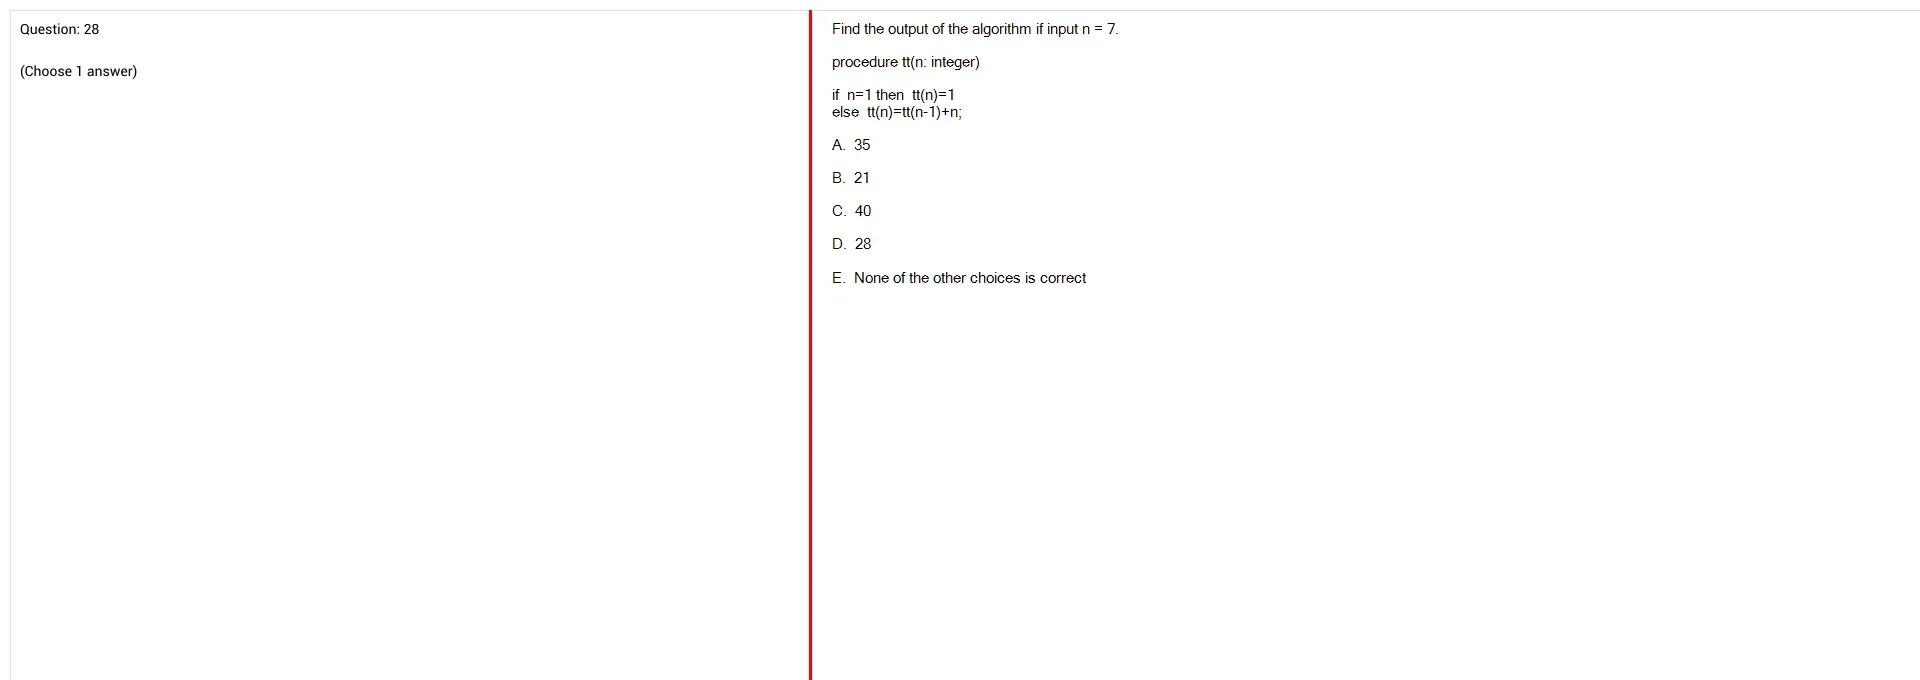 Question: 28
(Choose 1 answer)
Find the output of the algorithm if input n = 7.
procedure tt(n: integer)
if  n=1 then  tt(n)=1
else  tt(n)=tt(n-1)+n;
A.  35
B.  21
C.  40
D.  28
E.  None of the other choices is correct